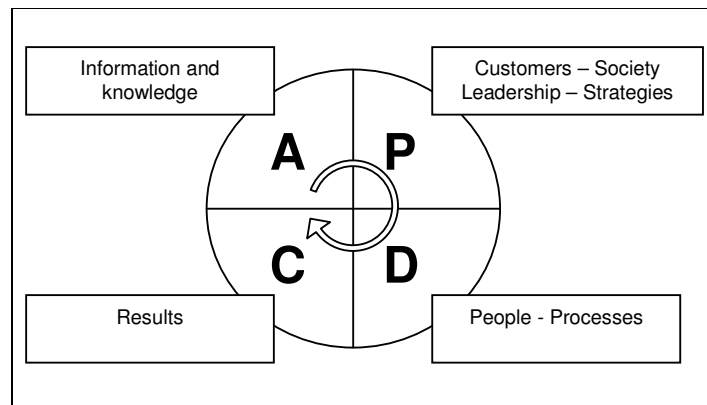 Information and
knowledge
Customers – Society
Leadership – Strategies
A
P
C
D
Results
People - Processes